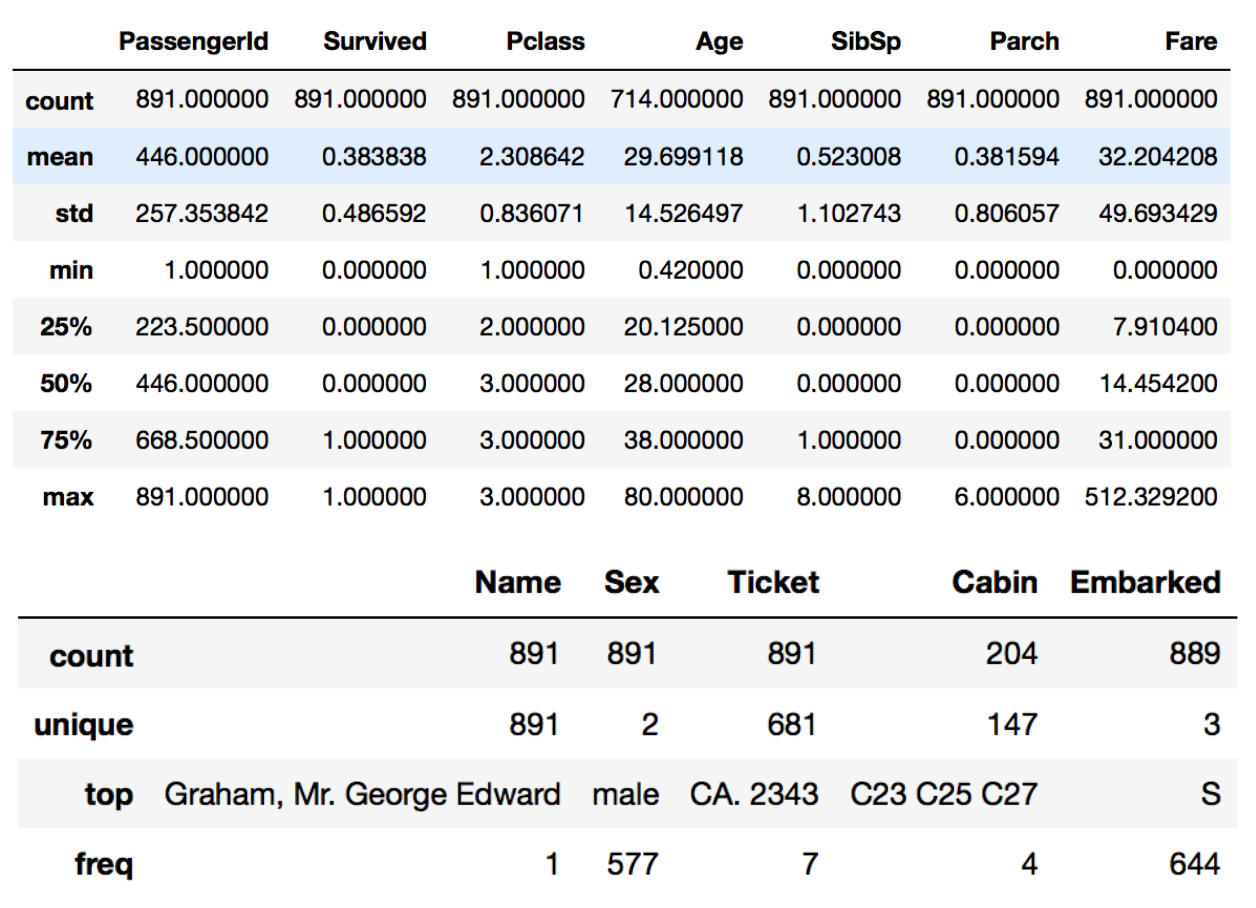 PassengerId Survived Pclass Age SibSp Parch Fare
count 891.000000 891.000000 891.000000 714.000000 891.000000 891.000000 891.000000
mean 446.000000 0.383838 2.308642 29.699118 0.523008 0.381594 32.204208
std 257.353842 0.486592 0.836071 14.526497 1.102743 0.806057 49.693429
min 1.000000 0.000000 1.000000 0.420000 0.000000 0.000000 0.000000
25% 223.500000 0.000000 2.000000 20.125000 0.000000 0.000000 7.910400
50% 446.000000 0.000000 3.000000 28.000000 0.000000 0.000000 14.454200
75% 668.500000 1.000000 3.000000 38.000000 1.000000 0.000000 31.000000
max 891.000000 1.000000 3.000000 80.000000 8.000000 6.000000 512.329200
Name Sex Ticket Cabin Embarked
count 891 891 891 204 889
unique 891 2 681 147 3
top Graham, Mr. George Edward male CA. 2343 C23 C25 C27 S
freq 1 577 7 4 644